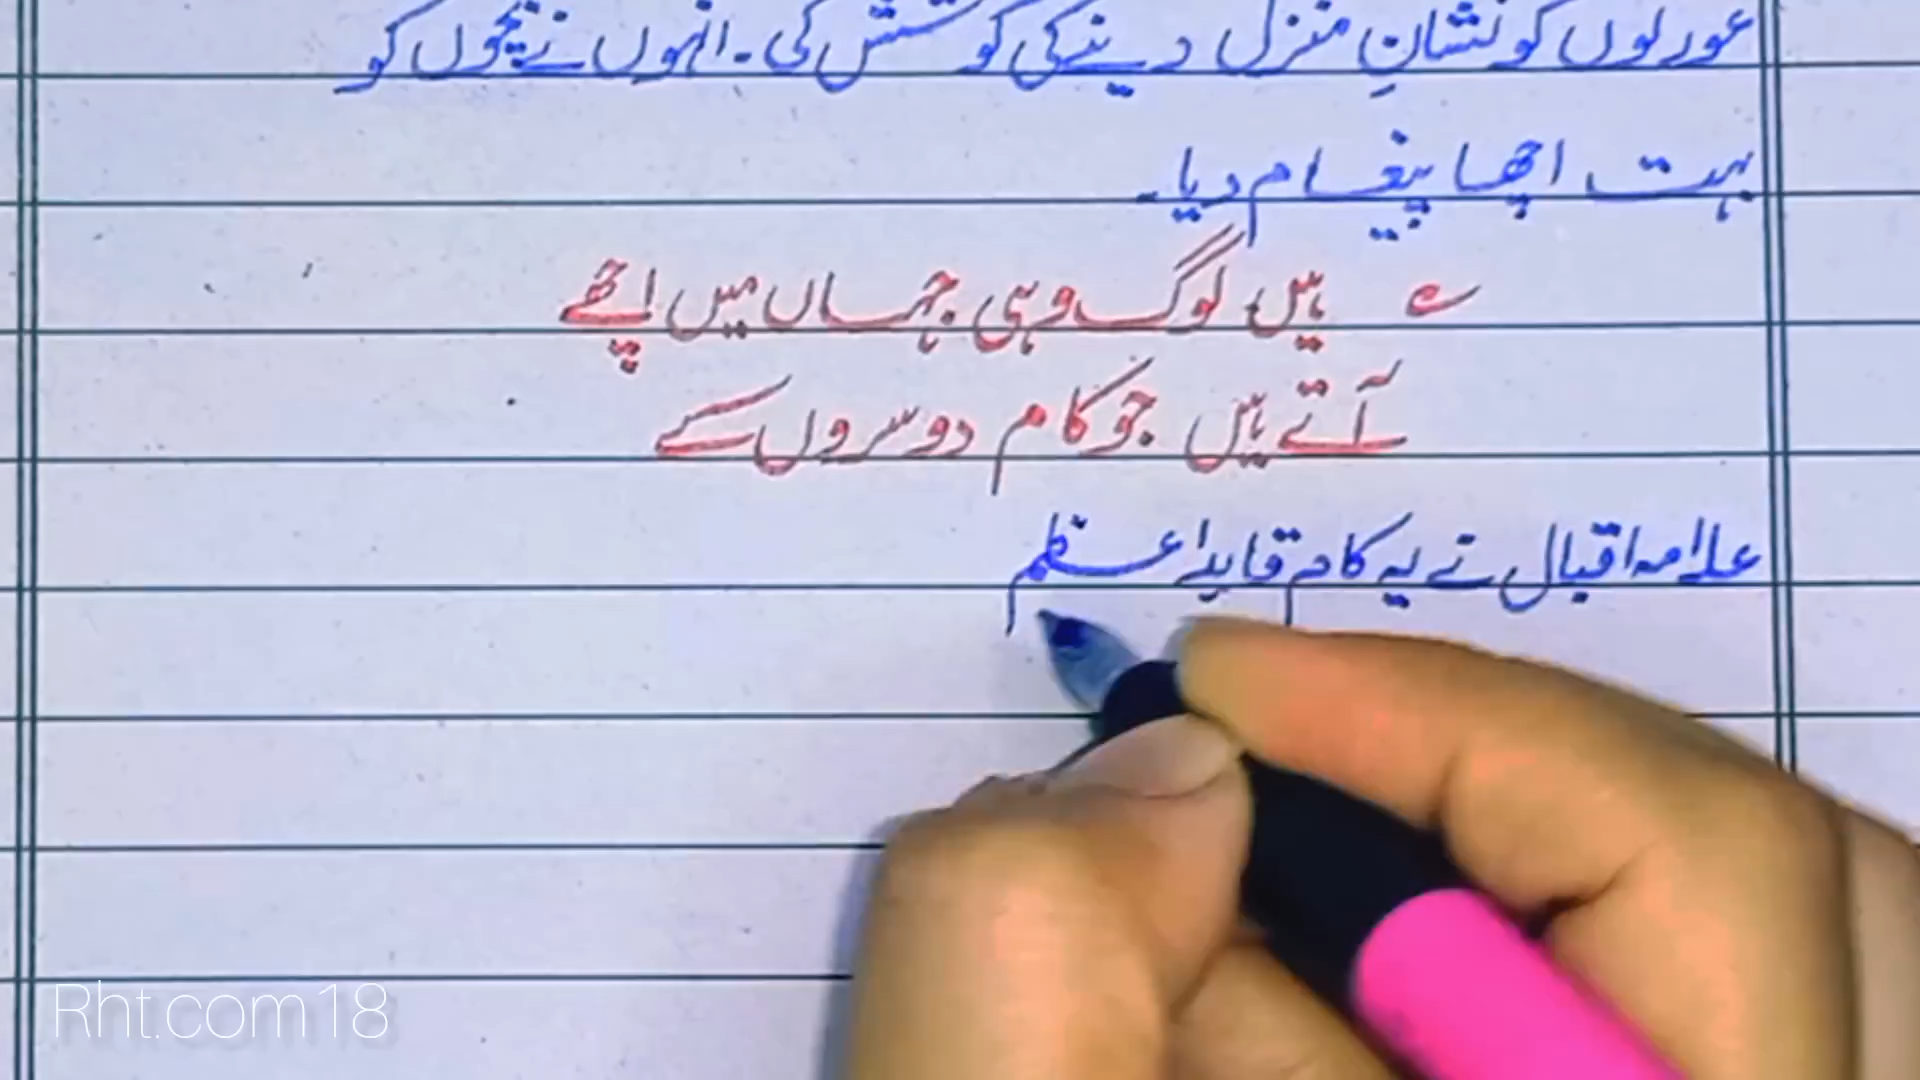 عورتوں کو نشانِ منزل دینے کی کوشش کی۔ انہوں نے بچوں کو
بہت اچھا پیغام دیا۔
؎ ہیں لوگ وہی جہاں میں اچھے
آتے ہیں جو کام دوسروں کے
علامہ اقبال نے یہ کام قاید اعظم
Rht.com18